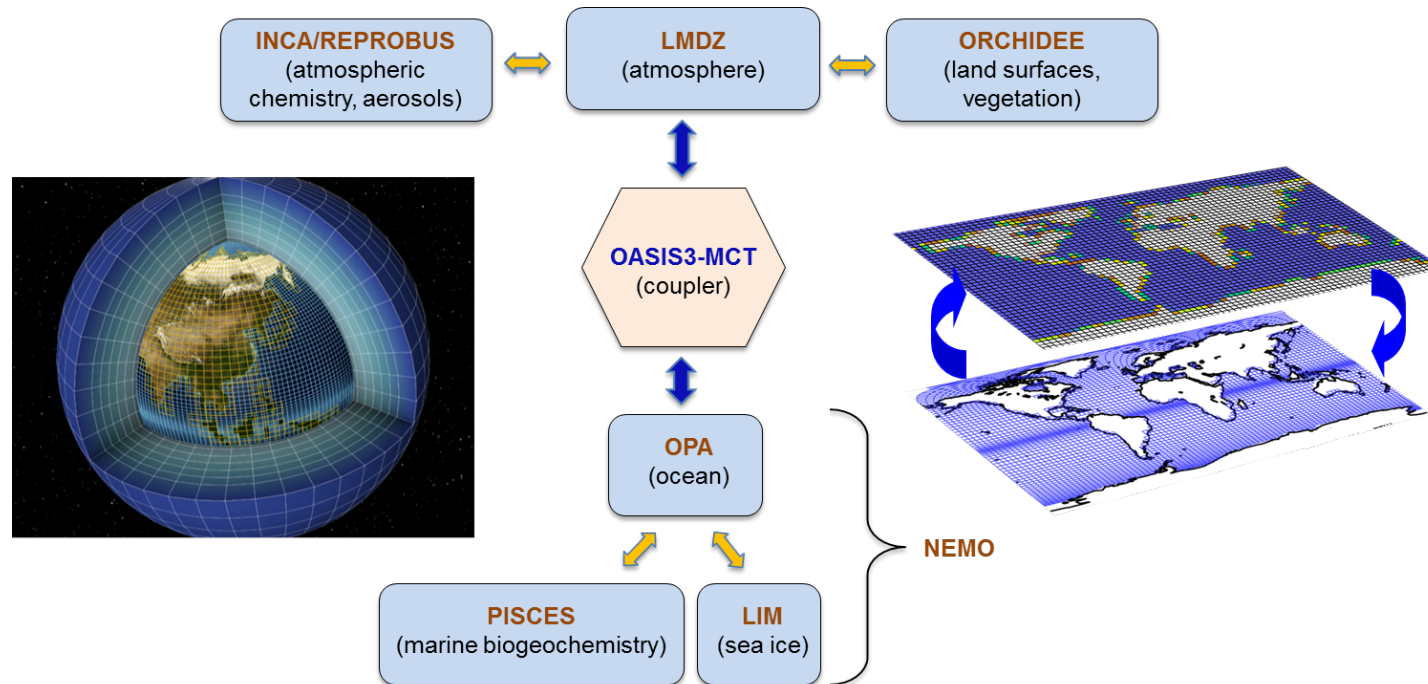 INCA/REPROBUS
(atmospheric
chemistry, aerosols)
LMDZ
(atmosphere)
ORCHIDEE
(land surfaces,
vegetation)
OASIS3-MCT
(coupler)
OPA
(ocean)
NEMO
PISCES
(marine biogeochemistry)
LIM
(sea ice)